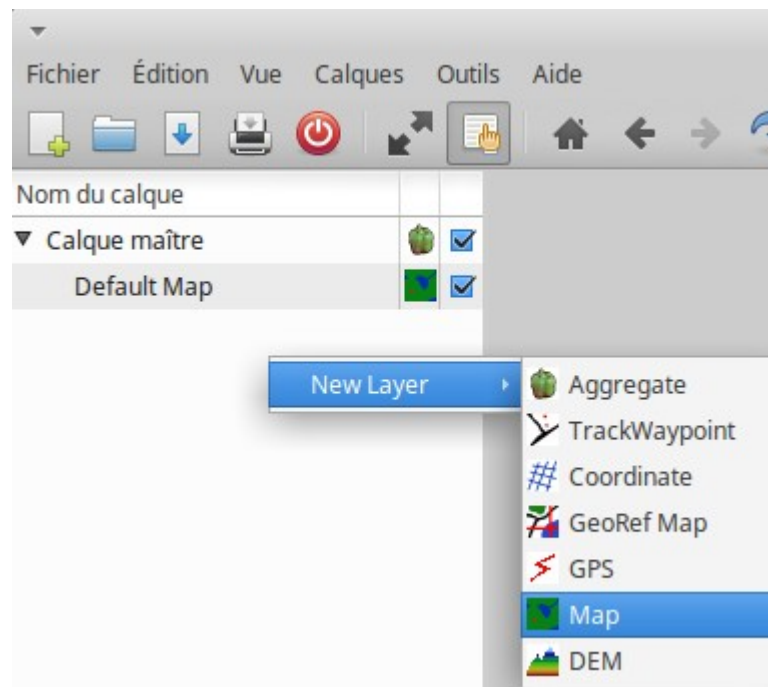 Fichier Édition Vue Calques Outils Aide
Nom du calque
Calque maître
Default Map
New Layer
Aggregate
TrackWaypoint
Coordinate
GeoRef Map
GPS
Map
DEM